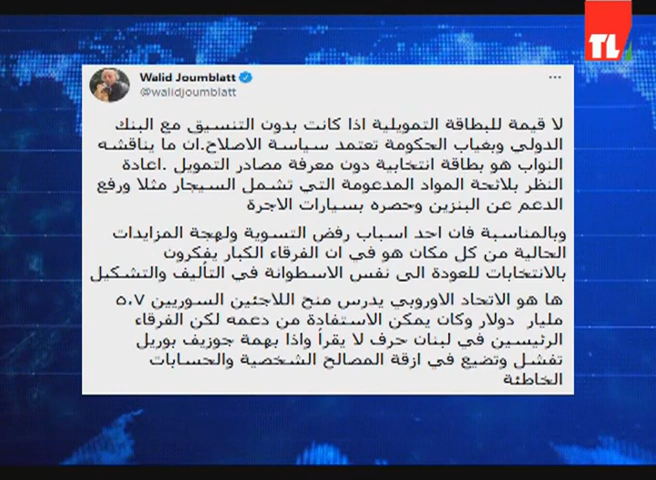 TL
Walid Joumblatt
@walidjoumblatt
لا قيمة للبطاقة التمويلية اذا كانت بدون التنسيق مع البنك
الدولي وبغياب الحكومة تعتمد سياسة الاصلاح.ان ما يناقشه
النواب هو بطاقة انتخابية دون معرفة مصادر التمويل .اعادة
النظر بلائحة المواد المدعومة التي تشمل السيجار مثلا ورفع
الدعم عن البنزين وحصره بسيارات الاجرة
وبالمناسبة فان احد اسباب رفض التسوية ولهجة المزايدات
الحالية من كل مكان هو في ان الفرقاء الكبار يفكرون
بالانتخابات للعودة الى نفس الاسطوانة في التأليف والتشكيل
ها هو الاتحاد الاوروبي يدرس منح اللاجئين السوريين ٥،٧
مليار دولار وكان يمكن الاستفادة من دعمه لكن الفرقاء
الرئيسين في لبنان حرف لا يقرأ واذا بهمة جوزيف بوريل
تفشل وتضيع في ازقة المصالح الشخصية والحسابات
الخاطئة